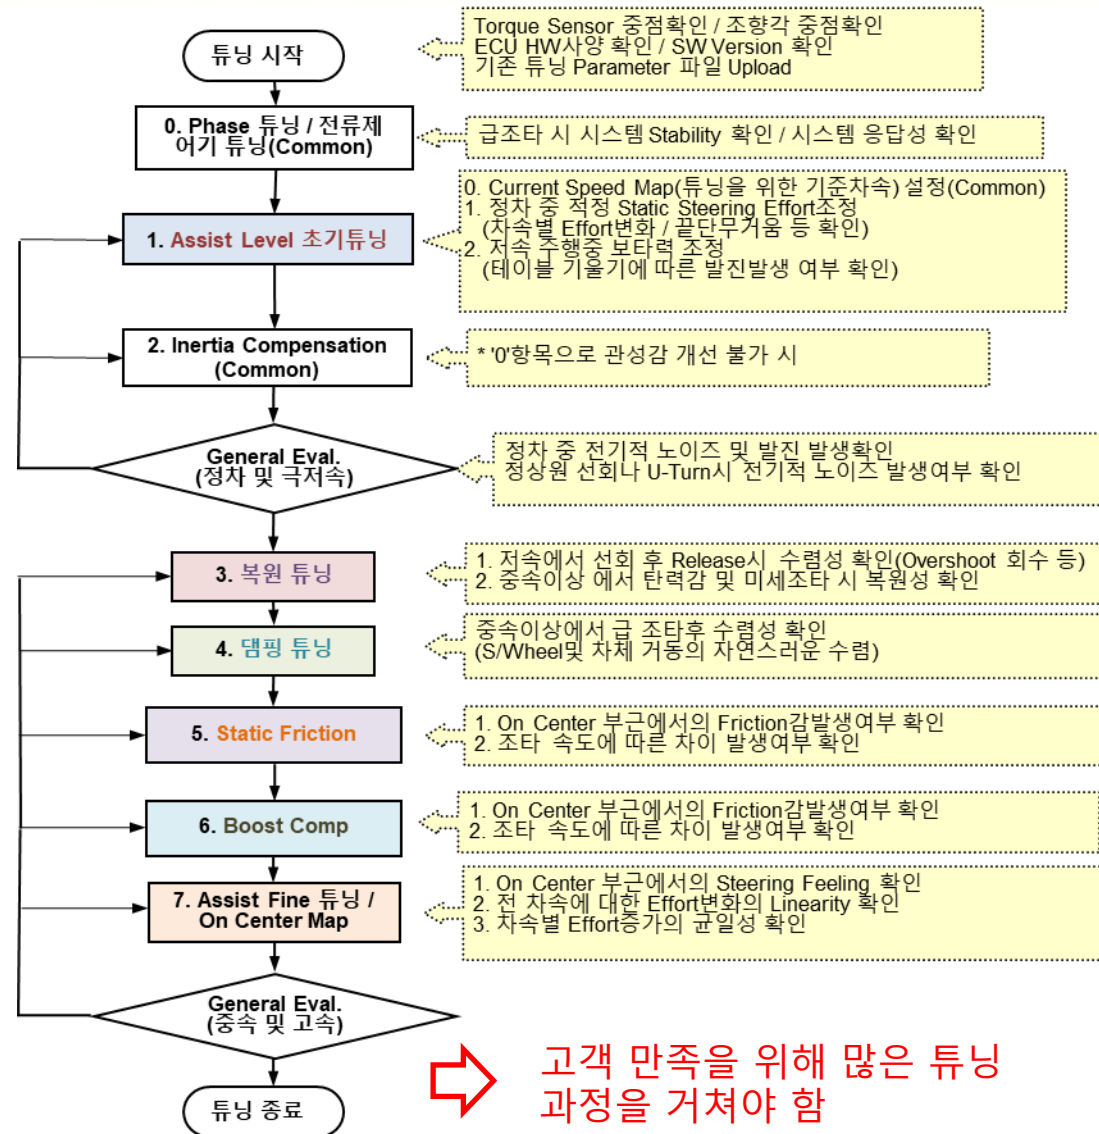 튜닝 시작
Torque Sensor 중점확인 / 조향각 중점확인
ECU HW사양 확인 / SW Version 확인
기존 튜닝 Parameter 파일 Upload
0. Phase 튜닝 / 전류제
어기 튜닝(Common)
급조타 시 시스템 Stability 확인 / 시스템 응답성 확인
1. Assist Level 초기튜닝
0. Current Speed Map(튜닝을 위한 기준차속) 설정(Common)
1. 정차 중 적정 Static Steering Effort조정
(차속별 Effort변화 / 끝단무거움 등 확인)
2. 저속 주행중 보타력 조정
(테이블 기울기에 따른 발진발생 여부 확인)
2. Inertia Compensation
(Common)
* '0'항목으로 관성감 개선 불가 시
General Eval.
(정차 및 극저속)
정차 중 전기적 노이즈 및 발진 발생확인
정상원 선회나 U-Turn시 전기적 노이즈 발생여부 확인
3. 복원 튜닝
1. 저속에서 선회 후 Release시 수렴성 확인(Overshoot 회수 등)
2. 중속이상 에서 탄력감 및 미세조타 시 복원성 확인
4. 댐핑 튜닝
중속이상에서 급 조타후 수렴성 확인
(S/Wheel및 차체 거동의 자연스러운 수렴)
5. Static Friction
1. On Center 부근에서의 Friction감발생여부 확인
2. 조타 속도에 따른 차이 발생여부 확인
6. Boost Comp
1. On Center 부근에서의 Friction감발생여부 확인
2. 조타 속도에 따른 차이 발생여부 확인
7. Assist Fine 튜닝 /
On Center Map
1. On Center 부근에서의 Steering Feeling 확인
2. 전 차속에 대한 Effort변화의 Linearity 확인
3. 차속별 Effort증가의 균일성 확인
General Eval.
(중속 및 고속)
튜닝 종료
고객 만족을 위해 많은 튜닝
과정을 거쳐야 함